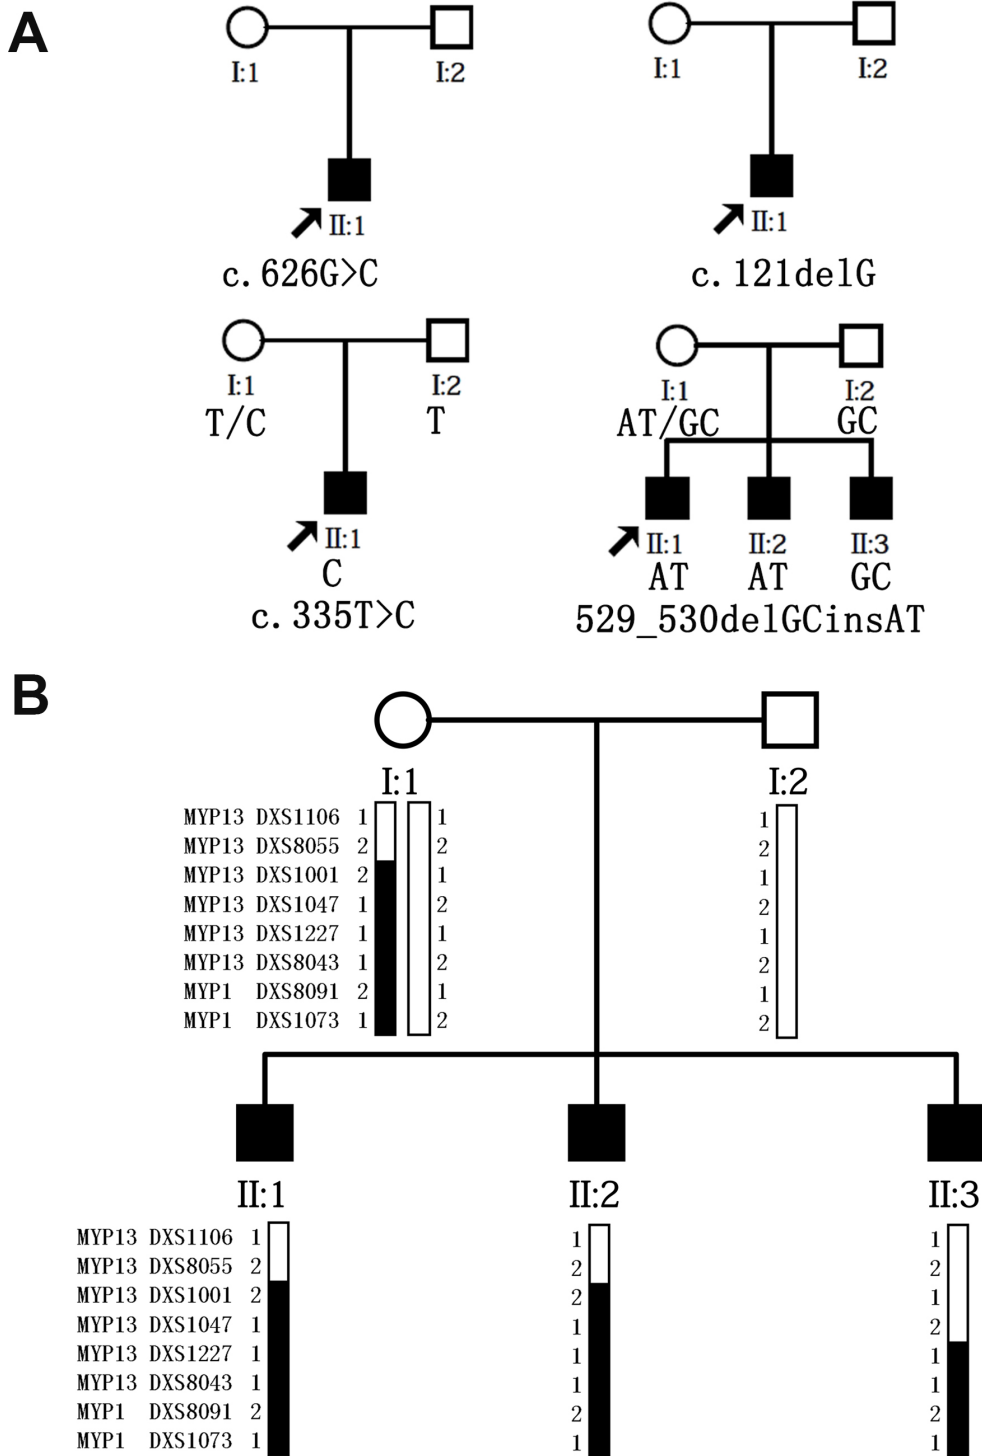 A
I:1 I:2 I:1 I:2
II:1 II:1
c.626G>C c.121delG
I:1 I:2 I:1 I:2
T/C T AT/GC GC
II:1 II:1 II:2 II:3
C AT AT GC
c.335T>C 529_530delGCinsAT
B
I:1 I:2
MYP13 DXS1106 1 1 1
MYP13 DXS8055 2 2 2
MYP13 DXS1001 2 1 1
MYP13 DXS1047 1 2 2
MYP13 DXS1227 1 1 1
MYP13 DXS8043 1 2 2
MYP1 DXS8091 2 1 1
MYP1 DXS1073 1 2 2
II:1 II:2 II:3
MYP13 DXS1106 1 1 1
MYP13 DXS8055 2 2 2
MYP13 DXS1001 2 2 1
MYP13 DXS1047 1 1 2
MYP13 DXS1227 1 1 1
MYP13 DXS8043 1 1 1
MYP1 DXS8091 2 2 2
MYP1 DXS1073 1 1 1